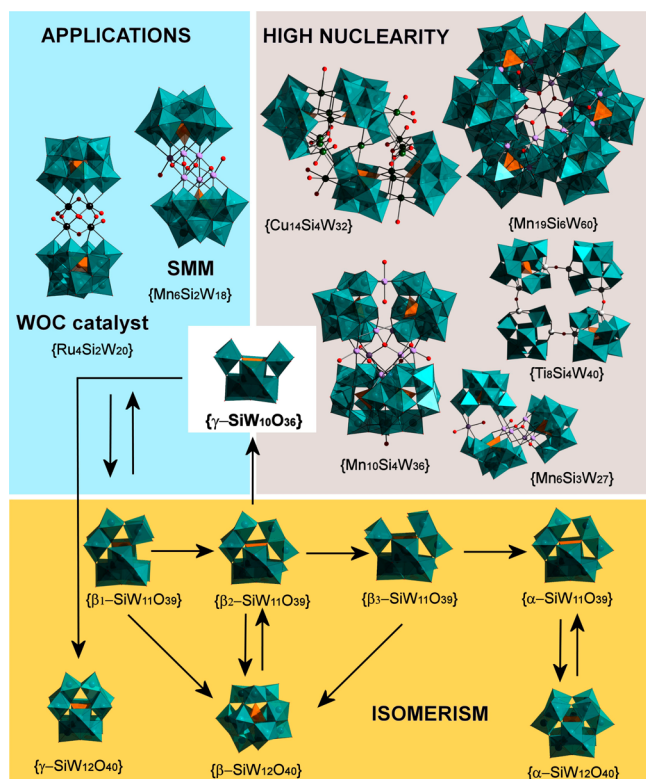 APPLICATIONS
HIGH NUCLEARITY
{Cu14Si4W32}
{Mn19Si6W60}
SMM
{Mn6Si2W18}
WOC catalyst
{Ru4Si2W20}
{γ–SiW10O36}
{Ti8Si4W40}
{Mn10Si4W36}
{Mn6Si3W27}
{β1–SiW11O39}
{β2–SiW11O39}
{β3–SiW11O39}
{α–SiW11O39}
ISOMERISM
{γ–SiW12O40}
{β–SiW12O40}
{α–SiW12O40}